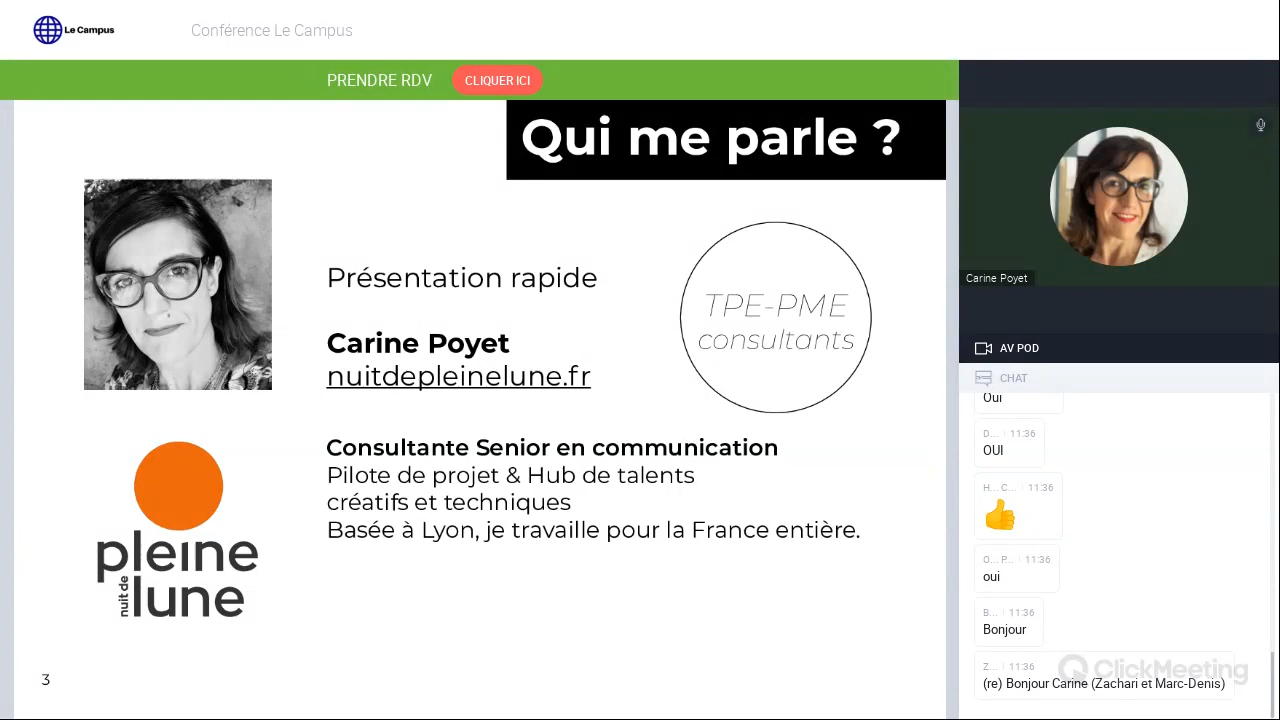 Le Campus
Conférence Le Campus
PRENDRE RDV
CLIQUER ICI
Qui me parle ?
Présentation rapide
Carine Poyet
nuitdepleinelune.fr
TPE-PME
consultants
Consultante Senior en communication
Pilote de projet & Hub de talents
créatifs et techniques
Basée à Lyon, je travaille pour la France entière.
pleine
nuit de
lune
3
Carine Poyet
AV POD
CHAT
Oui
D... 11:36
OUI
H... C... 11:36
O... P... 11:36
oui
B... 11:36
Bonjour
Z... 11:36
(re) Bonjour Carine (Zachari et Marc-Denis)
ClickMeeting